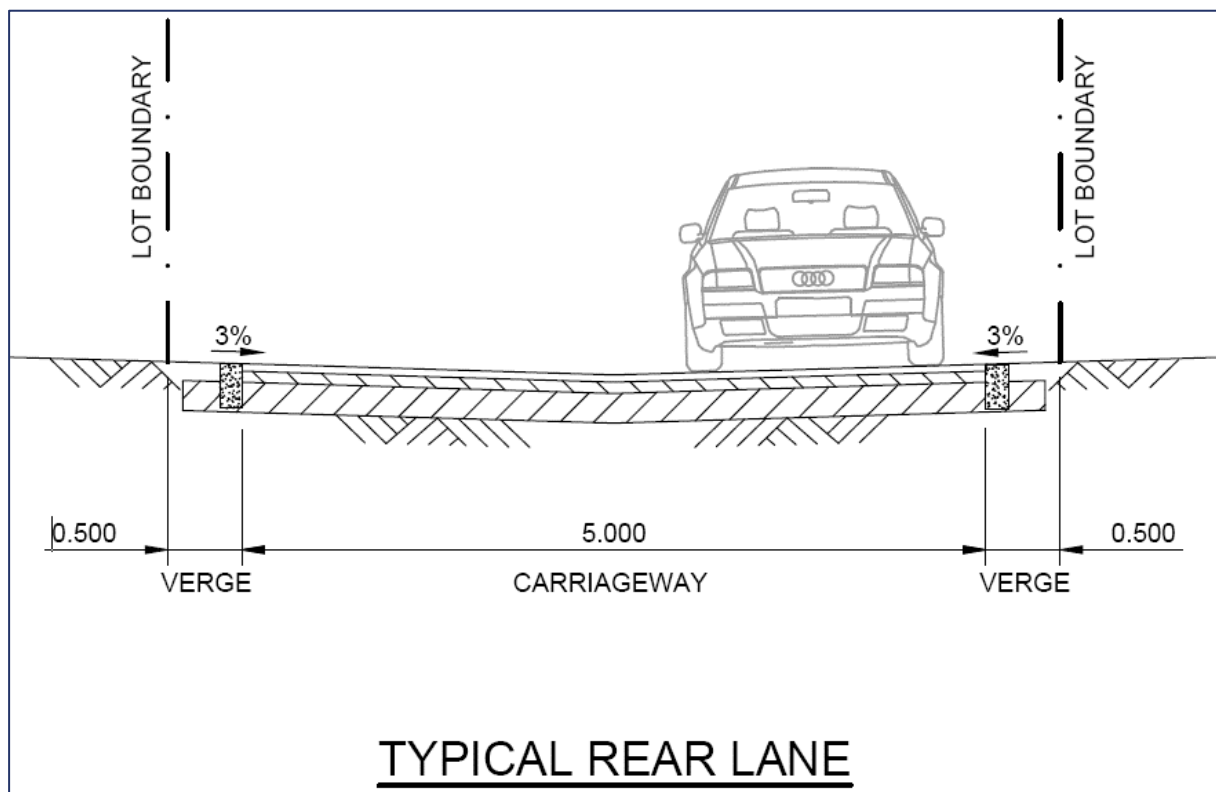 LOT BOUNDARY
LOT BOUNDARY
3%
3%
0.500
5.000
0.500
VERGE
CARRIAGEWAY
VERGE
TYPICAL REAR LANE